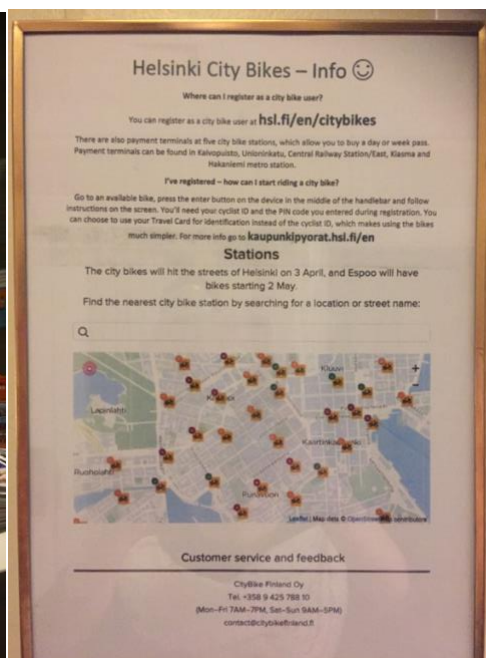 Helsinki City Bikes – Info ☺
Where can I register as a city bike user?
You can register as a city bike user at hsl.fi/en/citybikes
There are also payment terminals at five city bike stations, which allow you to buy a day or week pass.
Payment terminals can be found in Kaivopuisto, Unioninkatu, Central Railway Station/East, Kiasma and
Hakaniemi metro station.
I've registered – how can I start riding a city bike?
Go to an available bike, press the enter button on the device in the middle of the handlebar and follow
instructions on the screen. You'll need your cyclist ID and the PIN code you entered during registration. You
can choose to use your Travel Card for identification instead of the cyclist ID, which makes using the bikes
much simpler. For more info go to kaupunkipyorat.hsl.fi/en
Stations
The city bikes will hit the streets of Helsinki on 3 April, and Espoo will have
bikes starting 2 May.
Find the nearest city bike station by searching for a location or street name:
Kluuvi
+
−
Lapinlahti
Ruoholahti
Punavuori
Leaflet | Map data © OpenStreetMap contributors
Customer service and feedback
CityBike Finland Oy
Tel. +358 9 425 788 10
(Mon–Fri 7AM–7PM, Sat–Sun 9AM–5PM)
contact@citybikefinland.fi